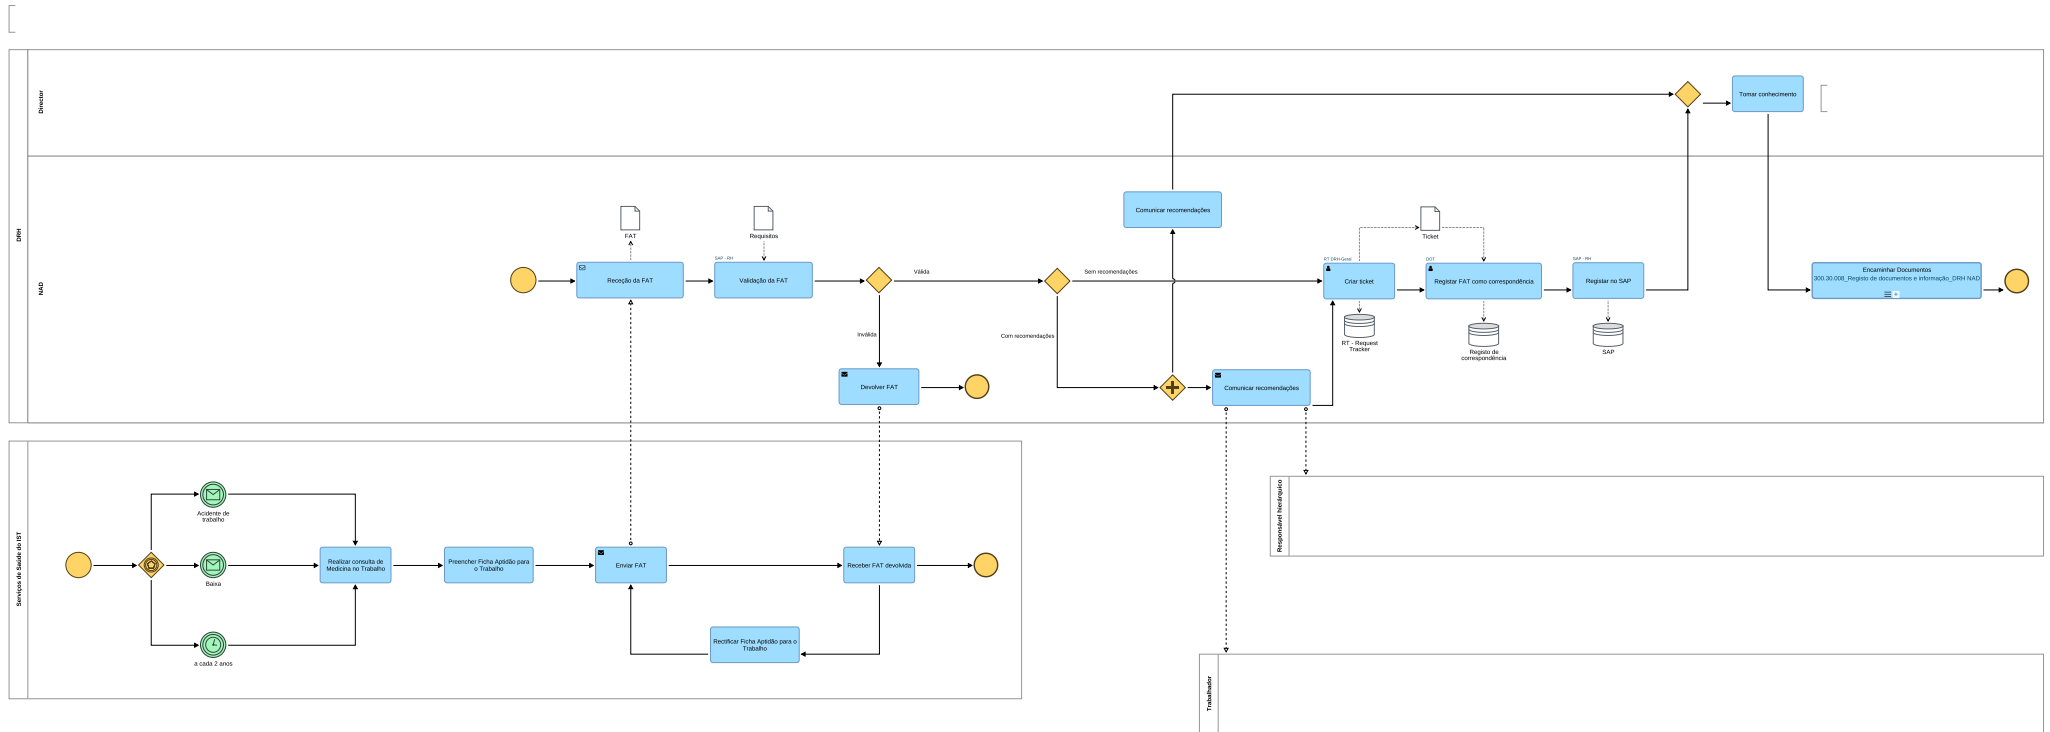 Director
Tomar conhecimento
DRH
NAD
Comunicar recomendações
FAT
Requisitos
Ticket
SAP - RH
RT DRH-Geral
DOT
SAP - RH
Receção da FAT
Validação da FAT
Válida
Sem recomendações
Criar ticket
Registar FAT como correspondência
Registar no SAP
Encaminhar Documentos
300.30.008_Registo de documentos e informação_DRH NAD
Inválida
Com recomendações
RT - Request
Tracker
Registo de
correspondência
SAP
Devolver FAT
Comunicar recomendações
Serviços de Saúde do IST
Acidente de
trabalho
Baixa
a cada 2 anos
Realizar consulta de
Medicina no Trabalho
Preencher Ficha Aptidão para
o Trabalho
Enviar FAT
Receber FAT devolvida
Rectificar Ficha Aptidão para o
Trabalho
Responsável hierárquico
Trabalhador